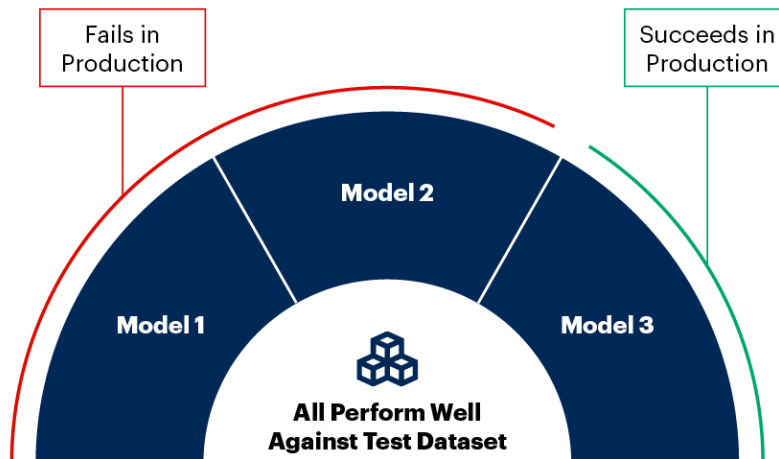 Fails in
Production
Succeeds in
Production
Model 2
Model 1
Model 3
All Perform Well
Against Test Dataset